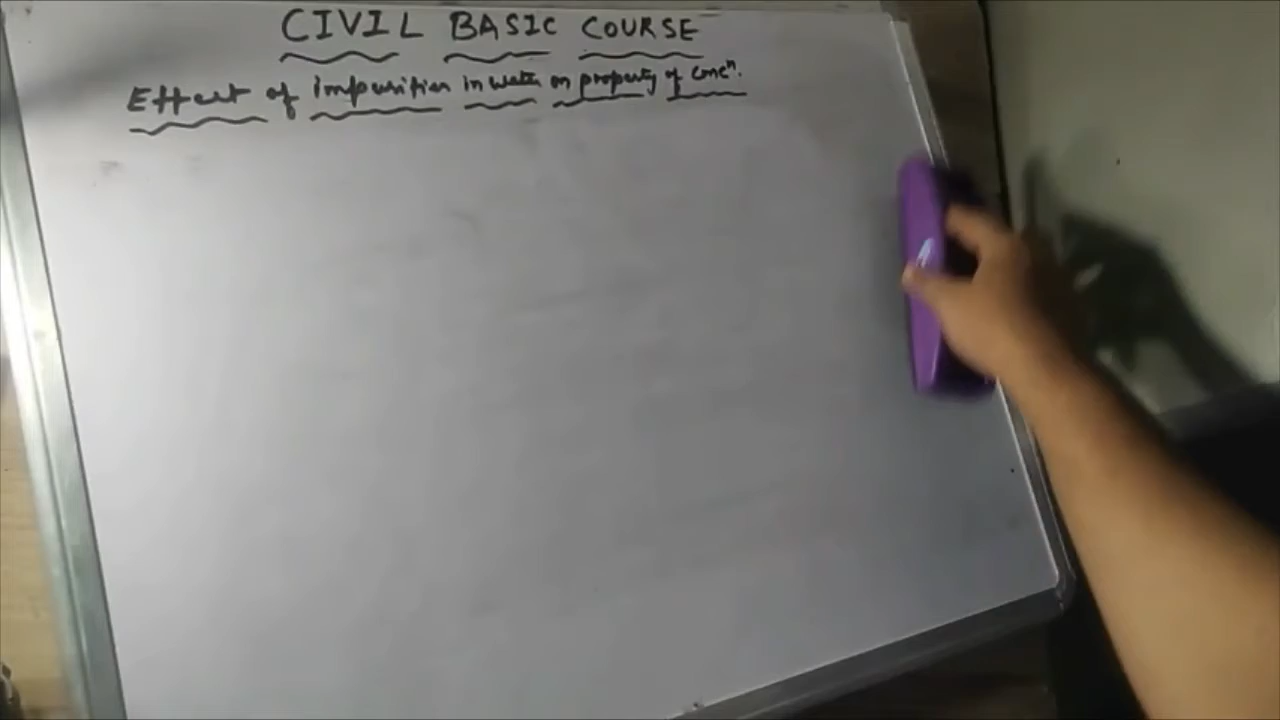 CIVIL BASIC COURSE
Effect of impurities in water on property of concⁿ.